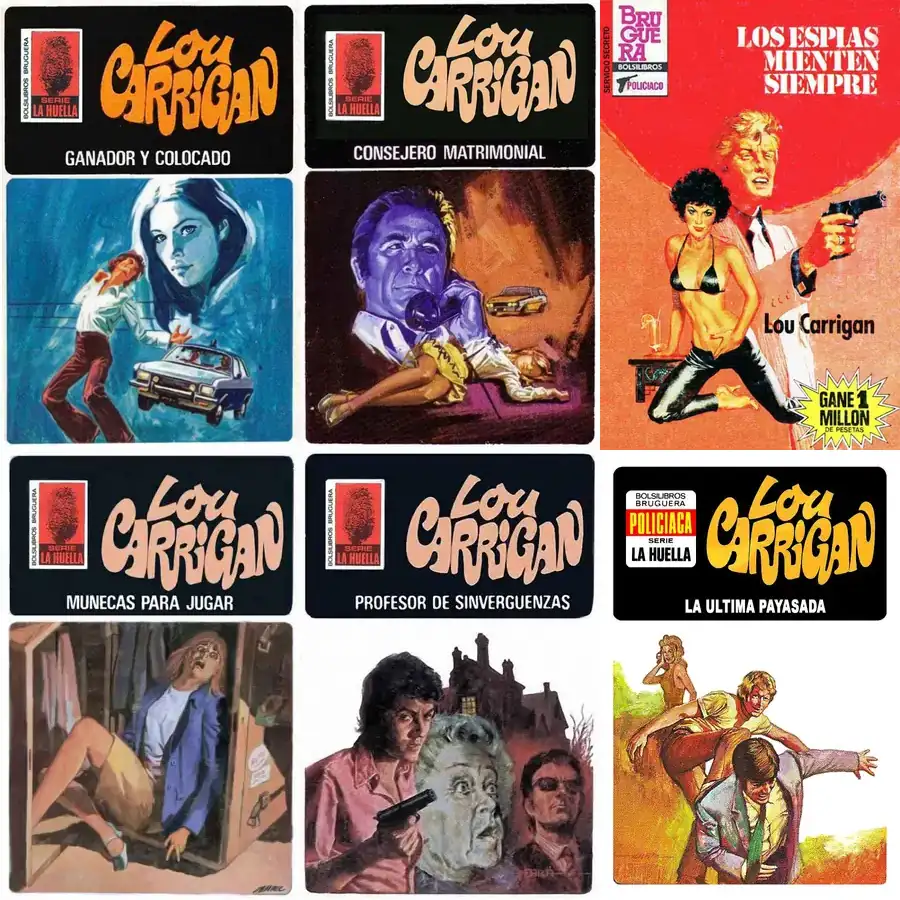 BOLSILIBROS BRUGUERA
SERIE
LA HUELLA
LOU
CARRIGAN
GANADOR Y COLOCADO
BOLSILIBROS BRUGUERA
SERIE
LA HUELLA
LOU
CARRIGAN
CONSEJERO MATRIMONIAL
SERVICIO SECRETO
BRU
GUE
RA
BOLSILIBROS
POLICIACO
LOS ESPIAS
MIENTEN
SIEMPRE
Lou Carrigan
GANE 1
MILLON
DE PESETAS
BOLSILIBROS BRUGUERA
SERIE
LA HUELLA
LOU
CARRIGAN
MUNECAS PARA JUGAR
BOLSILIBROS BRUGUERA
SERIE
LA HUELLA
LOU
CARRIGAN
PROFESOR DE SINVERGUENZAS
BOLSILIBROS
BRUGUERA
POLICIACA
SERIE
LA HUELLA
LOU
CARRIGAN
LA ULTIMA PAYASADA